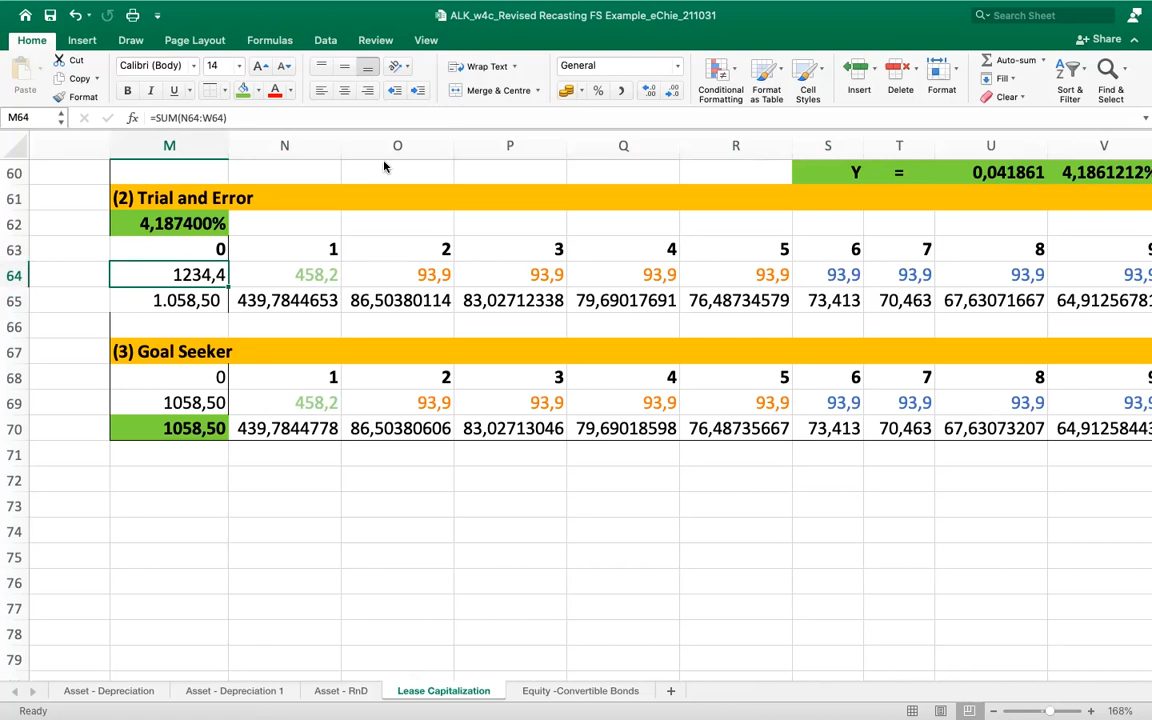 ALK_w4c_Revised Recasting FS Example_eChie_211031
Search Sheet
Home Insert Draw Page Layout Formulas Data Review View Share
Paste Cut Copy Format
Calibri (Body) 14 A A
B I U A
Wrap Text
Merge & Centre
General
% ,
Conditional Formatting
Format as Table
Cell Styles
Insert Delete Format
Auto-sum
Fill
Clear
Sort & Filter
Find & Select
M64 fx =SUM(N64:W64)
M N O P Q R S T U V
60 Y = 0,041861 4,1861212%
61 (2) Trial and Error
62 4,187400%
63 0 1 2 3 4 5 6 7 8 9
64 1234,4 458,2 93,9 93,9 93,9 93,9 93,9 93,9 93,9 93,9
65 1.058,50 439,7844653 86,50380114 83,02712338 79,69017691 76,48734579 73,413 70,463 67,63071667 64,91256781
66
67 (3) Goal Seeker
68 0 1 2 3 4 5 6 7 8 9
69 1058,50 458,2 93,9 93,9 93,9 93,9 93,9 93,9 93,9 93,9
70 1058,50 439,7844778 86,50380606 83,02713046 79,69018598 76,48735667 73,413 70,463 67,63073207 64,91258443
71
72
73
74
75
76
77
78
79
Asset - Depreciation Asset - Depreciation 1 Asset - RnD Lease Capitalization Equity -Convertible Bonds +
Ready 168%